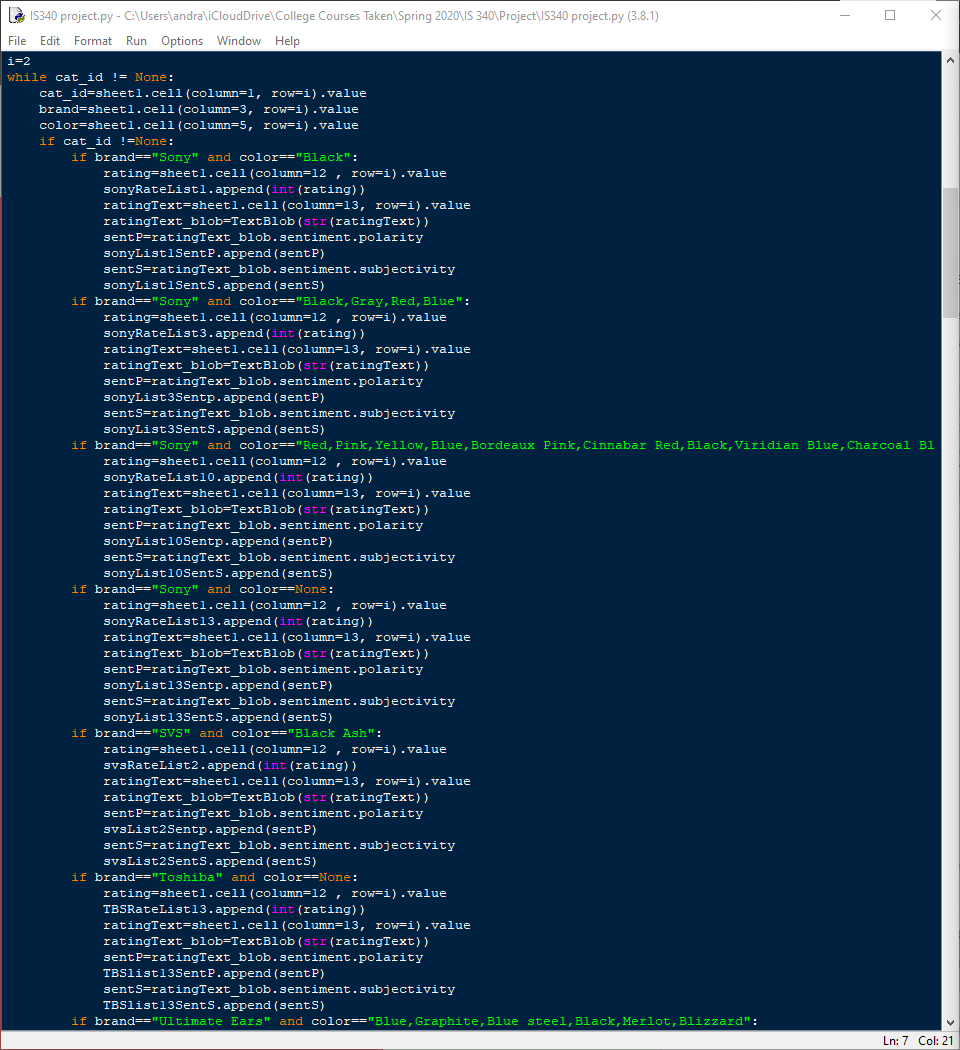 IS340 project.py - C:\Users\andra\iCloudDrive\College Courses Taken\Spring 2020\IS 340\Project\IS340 project.py (3.8.1)
File Edit Format Run Options Window Help
i=2
while cat_id != None:
    cat_id=sheet1.cell(column=1, row=i).value
    brand=sheet1.cell(column=3, row=i).value
    color=sheet1.cell(column=5, row=i).value
    if cat_id !=None:
        if brand=="Sony" and color=="Black":
            rating=sheet1.cell(column=12 , row=i).value
            sonyRateList1.append(int(rating))
            ratingText=sheet1.cell(column=13, row=i).value
            ratingText_blob=TextBlob(str(ratingText))
            sentP=ratingText_blob.sentiment.polarity
            sonyList1SentP.append(sentP)
            sentS=ratingText_blob.sentiment.subjectivity
            sonyList1SentS.append(sentS)
        if brand=="Sony" and color=="Black,Gray,Red,Blue":
            rating=sheet1.cell(column=12 , row=i).value
            sonyRateList3.append(int(rating))
            ratingText=sheet1.cell(column=13, row=i).value
            ratingText_blob=TextBlob(str(ratingText))
            sentP=ratingText_blob.sentiment.polarity
            sonyList3Sentp.append(sentP)
            sentS=ratingText_blob.sentiment.subjectivity
            sonyList3SentS.append(sentS)
        if brand=="Sony" and color=="Red,Pink,Yellow,Blue,Bordeaux Pink,Cinnabar Red,Black,Viridian Blue,Charcoal Bl
            rating=sheet1.cell(column=12 , row=i).value
            sonyRateList10.append(int(rating))
            ratingText=sheet1.cell(column=13, row=i).value
            ratingText_blob=TextBlob(str(ratingText))
            sentP=ratingText_blob.sentiment.polarity
            sonyList10Sentp.append(sentP)
            sentS=ratingText_blob.sentiment.subjectivity
            sonyList10SentS.append(sentS)
        if brand=="Sony" and color==None:
            rating=sheet1.cell(column=12 , row=i).value
            sonyRateList13.append(int(rating))
            ratingText=sheet1.cell(column=13, row=i).value
            ratingText_blob=TextBlob(str(ratingText))
            sentP=ratingText_blob.sentiment.polarity
            sonyList13Sentp.append(sentP)
            sentS=ratingText_blob.sentiment.subjectivity
            sonyList13SentS.append(sentS)
        if brand=="SVS" and color=="Black Ash":
            rating=sheet1.cell(column=12 , row=i).value
            svsRateList2.append(int(rating))
            ratingText=sheet1.cell(column=13, row=i).value
            ratingText_blob=TextBlob(str(ratingText))
            sentP=ratingText_blob.sentiment.polarity
            svsList2Sentp.append(sentP)
            sentS=ratingText_blob.sentiment.subjectivity
            svsList2SentS.append(sentS)
        if brand=="Toshiba" and color==None:
            rating=sheet1.cell(column=12 , row=i).value
            TBSRateList13.append(int(rating))
            ratingText=sheet1.cell(column=13, row=i).value
            ratingText_blob=TextBlob(str(ratingText))
            sentP=ratingText_blob.sentiment.polarity
            TBSlist13SentP.append(sentP)
            sentS=ratingText_blob.sentiment.subjectivity
            TBSlist13SentS.append(sentS)
        if brand=="Ultimate Ears" and color=="Blue,Graphite,Blue steel,Black,Merlot,Blizzard":
Ln: 7 Col: 21